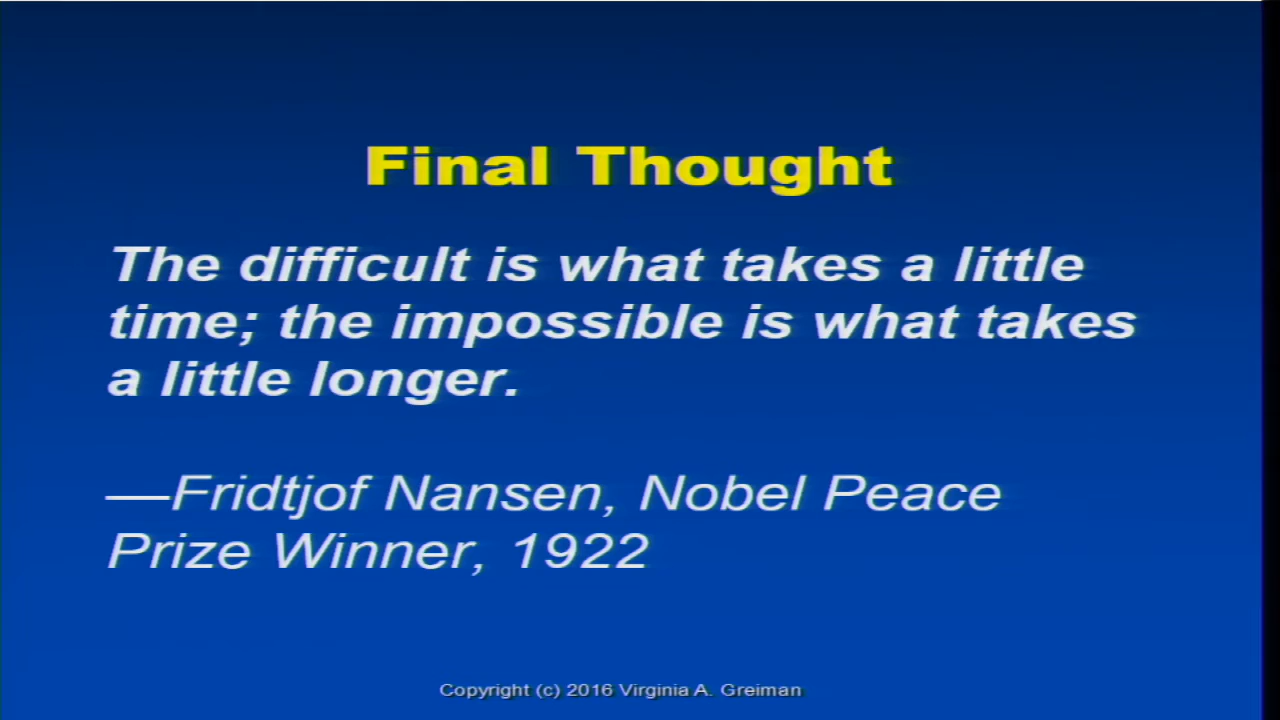 Final Thought
The difficult is what takes a little
time; the impossible is what takes
a little longer.
—Fridtjof Nansen, Nobel Peace
Prize Winner, 1922
Copyright (c) 2016 Virginia A. Greiman